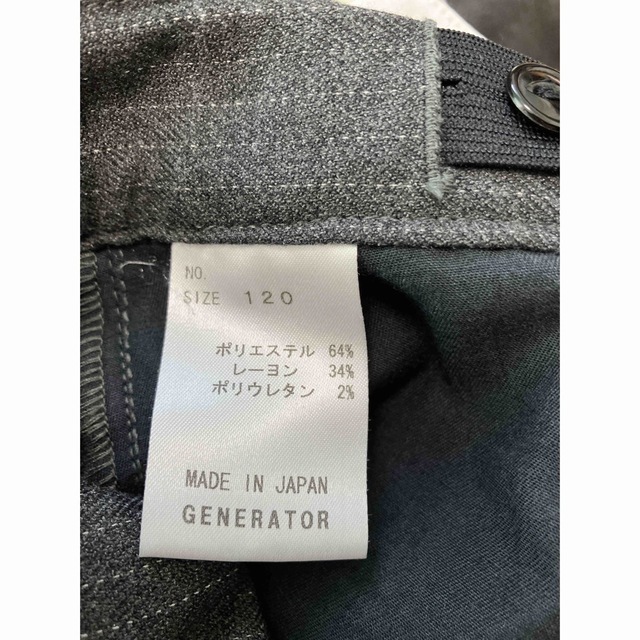 NO.
SIZE 120
ポリエステル 64%
レーヨン 34%
ポリウレタン 2%
MADE IN JAPAN
GENERATOR